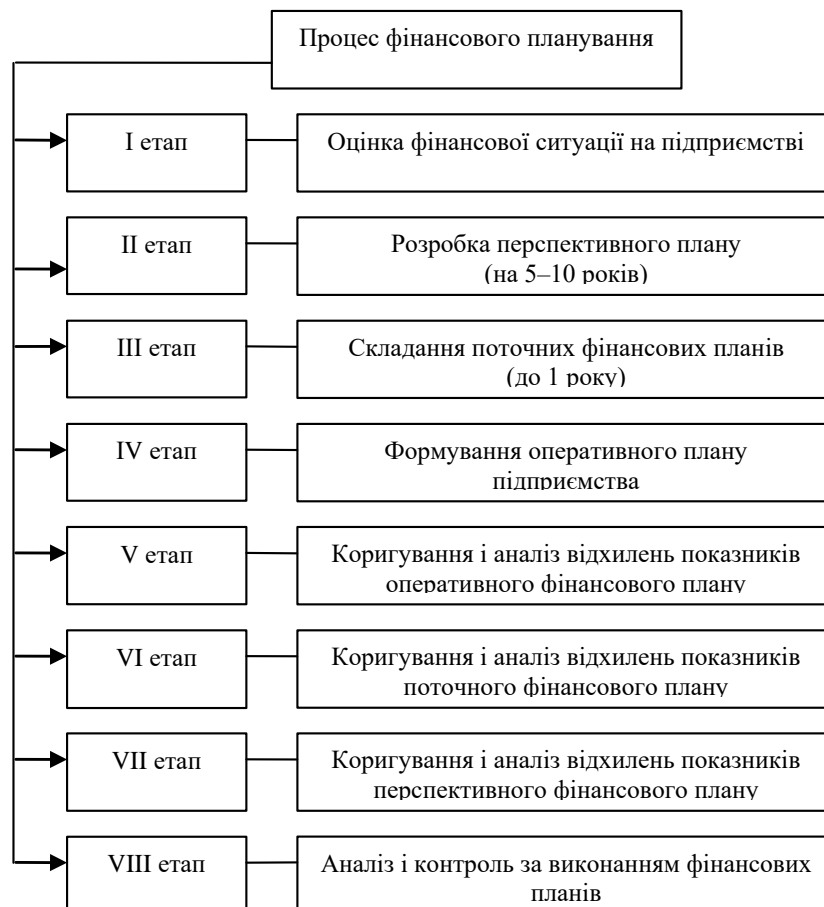 Процес фінансового планування
I етап
Оцінка фінансової ситуації на підприємстві
II етап
Розробка перспективного плану
(на 5–10 років)
III етап
Складання поточних фінансових планів
(до 1 року)
IV етап
Формування оперативного плану
підприємства
V етап
Коригування і аналіз відхилень показників
оперативного фінансового плану
VI етап
Коригування і аналіз відхилень показників
поточного фінансового плану
VII етап
Коригування і аналіз відхилень показників
перспективного фінансового плану
VIII етап
Аналіз і контроль за виконанням фінансових
планів